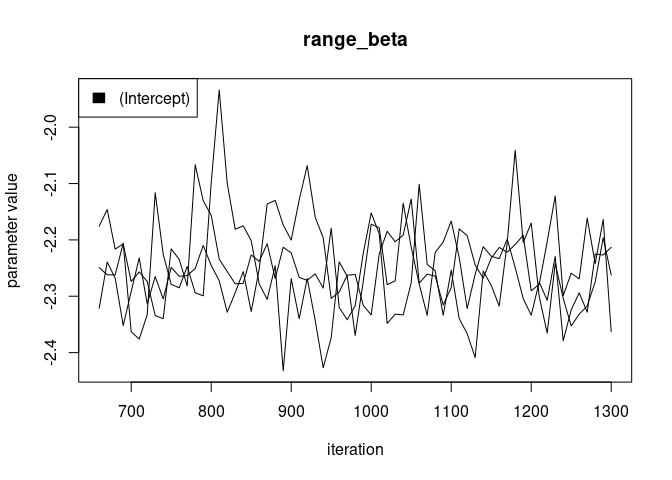 range_beta
(Intercept)
-2.0
-2.1
-2.2
-2.3
-2.4
parameter value
700 800 900 1000 1100 1200 1300
iteration